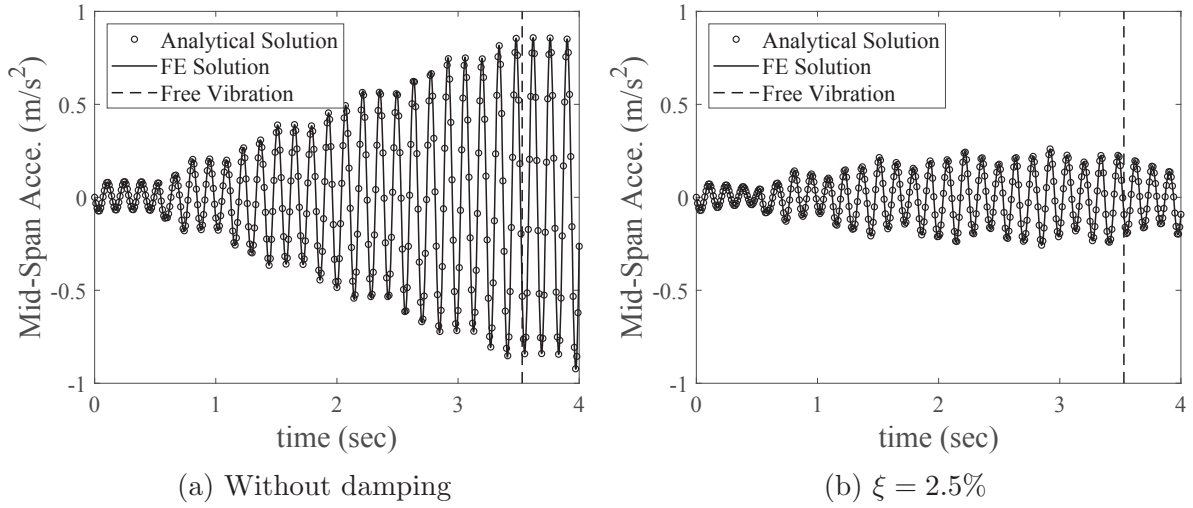 1
0.5
0
-0.5
-1
Mid-Span Acce. (m/s²)
Analytical Solution
FE Solution
Free Vibration
0 1 2 3 4
time (sec)
(a) Without damping
1
0.5
0
-0.5
-1
Mid-Span Acce. (m/s²)
Analytical Solution
FE Solution
Free Vibration
0 1 2 3 4
time (sec)
(b) ξ = 2.5%